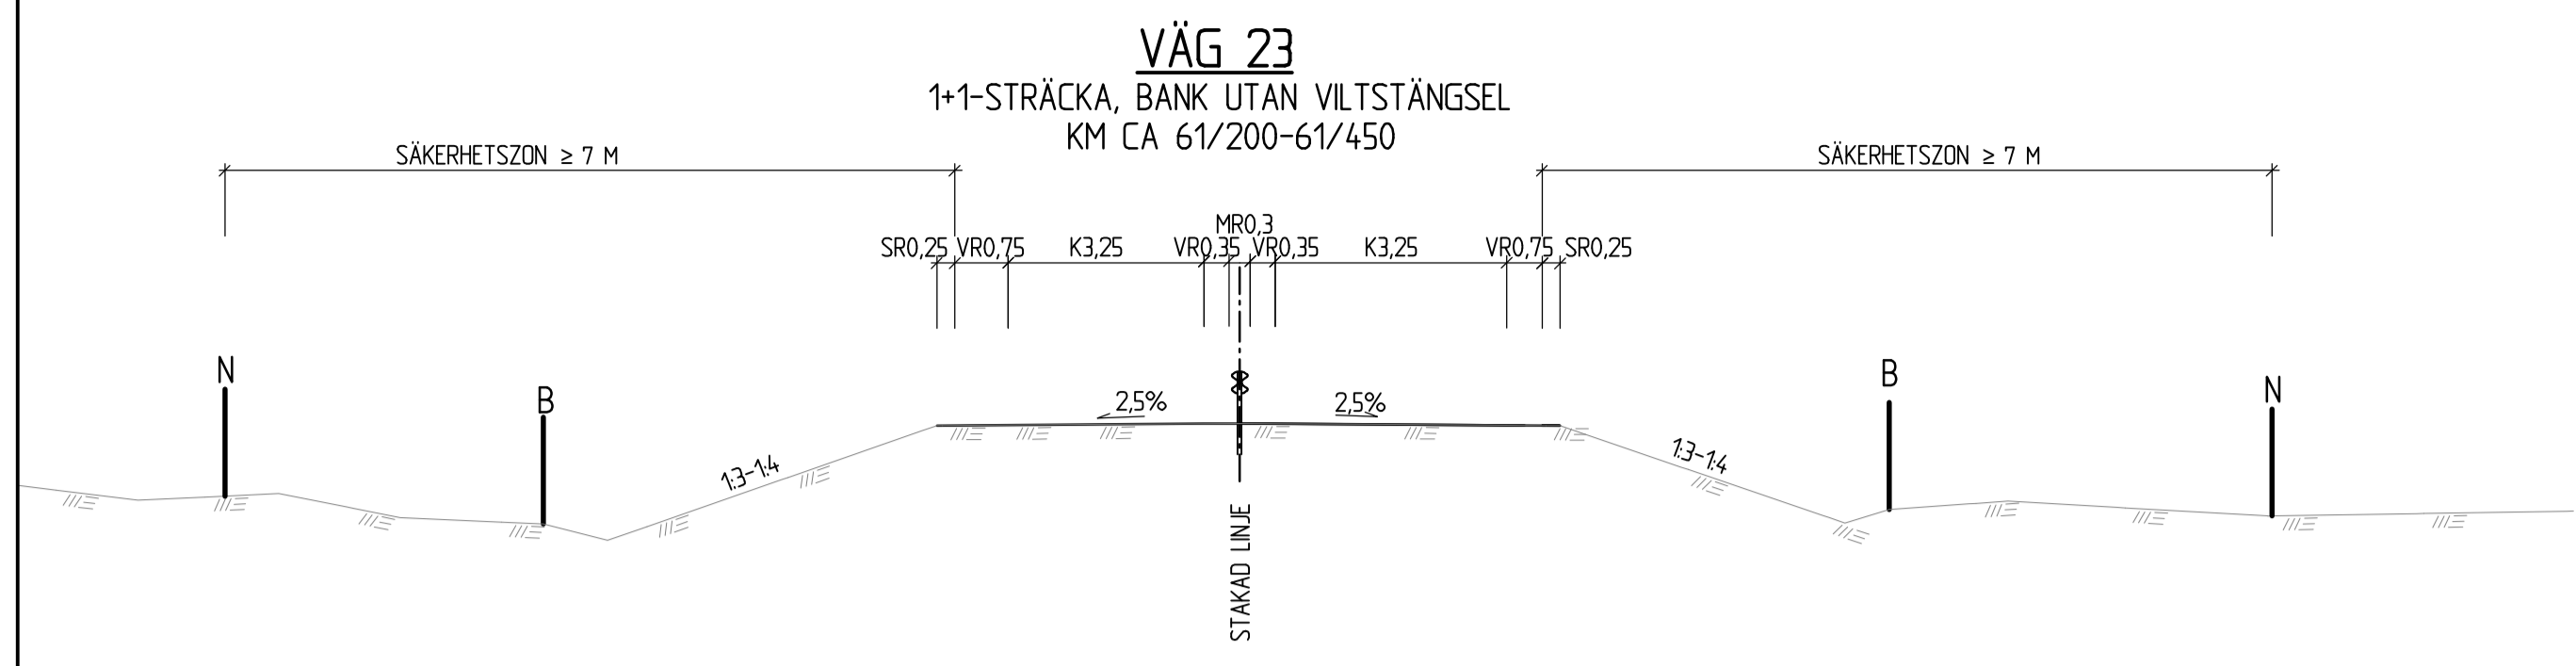 VÄG 23
1+1-STRÄCKA, BANK UTAN VILTSTÄNGSEL
KM CA 61/200-61/450
SÄKERHETSZON ≥ 7 M
SÄKERHETSZON ≥ 7 M
MR0,3
SR0,25 VR0,75 K3,25 VR0,35 VR0,35 K3,25 VR0,75 SR0,25
N
B
B
N
2,5%
2,5%
1:3-1:4
1:3-1:4
STAKAD LINJE